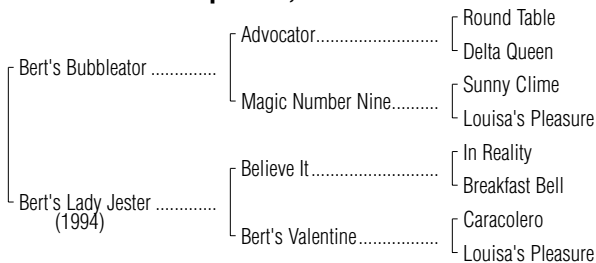 Round Table
Advocator..........................
Delta Queen
Bert's Bubbleator ..............
Sunny Clime
Magic Number Nine..........
Louisa's Pleasure
In Reality
Believe It...........................
Breakfast Bell
Bert's Lady Jester .............
(1994)
Caracolero
Bert's Valentine.................
Louisa's Pleasure